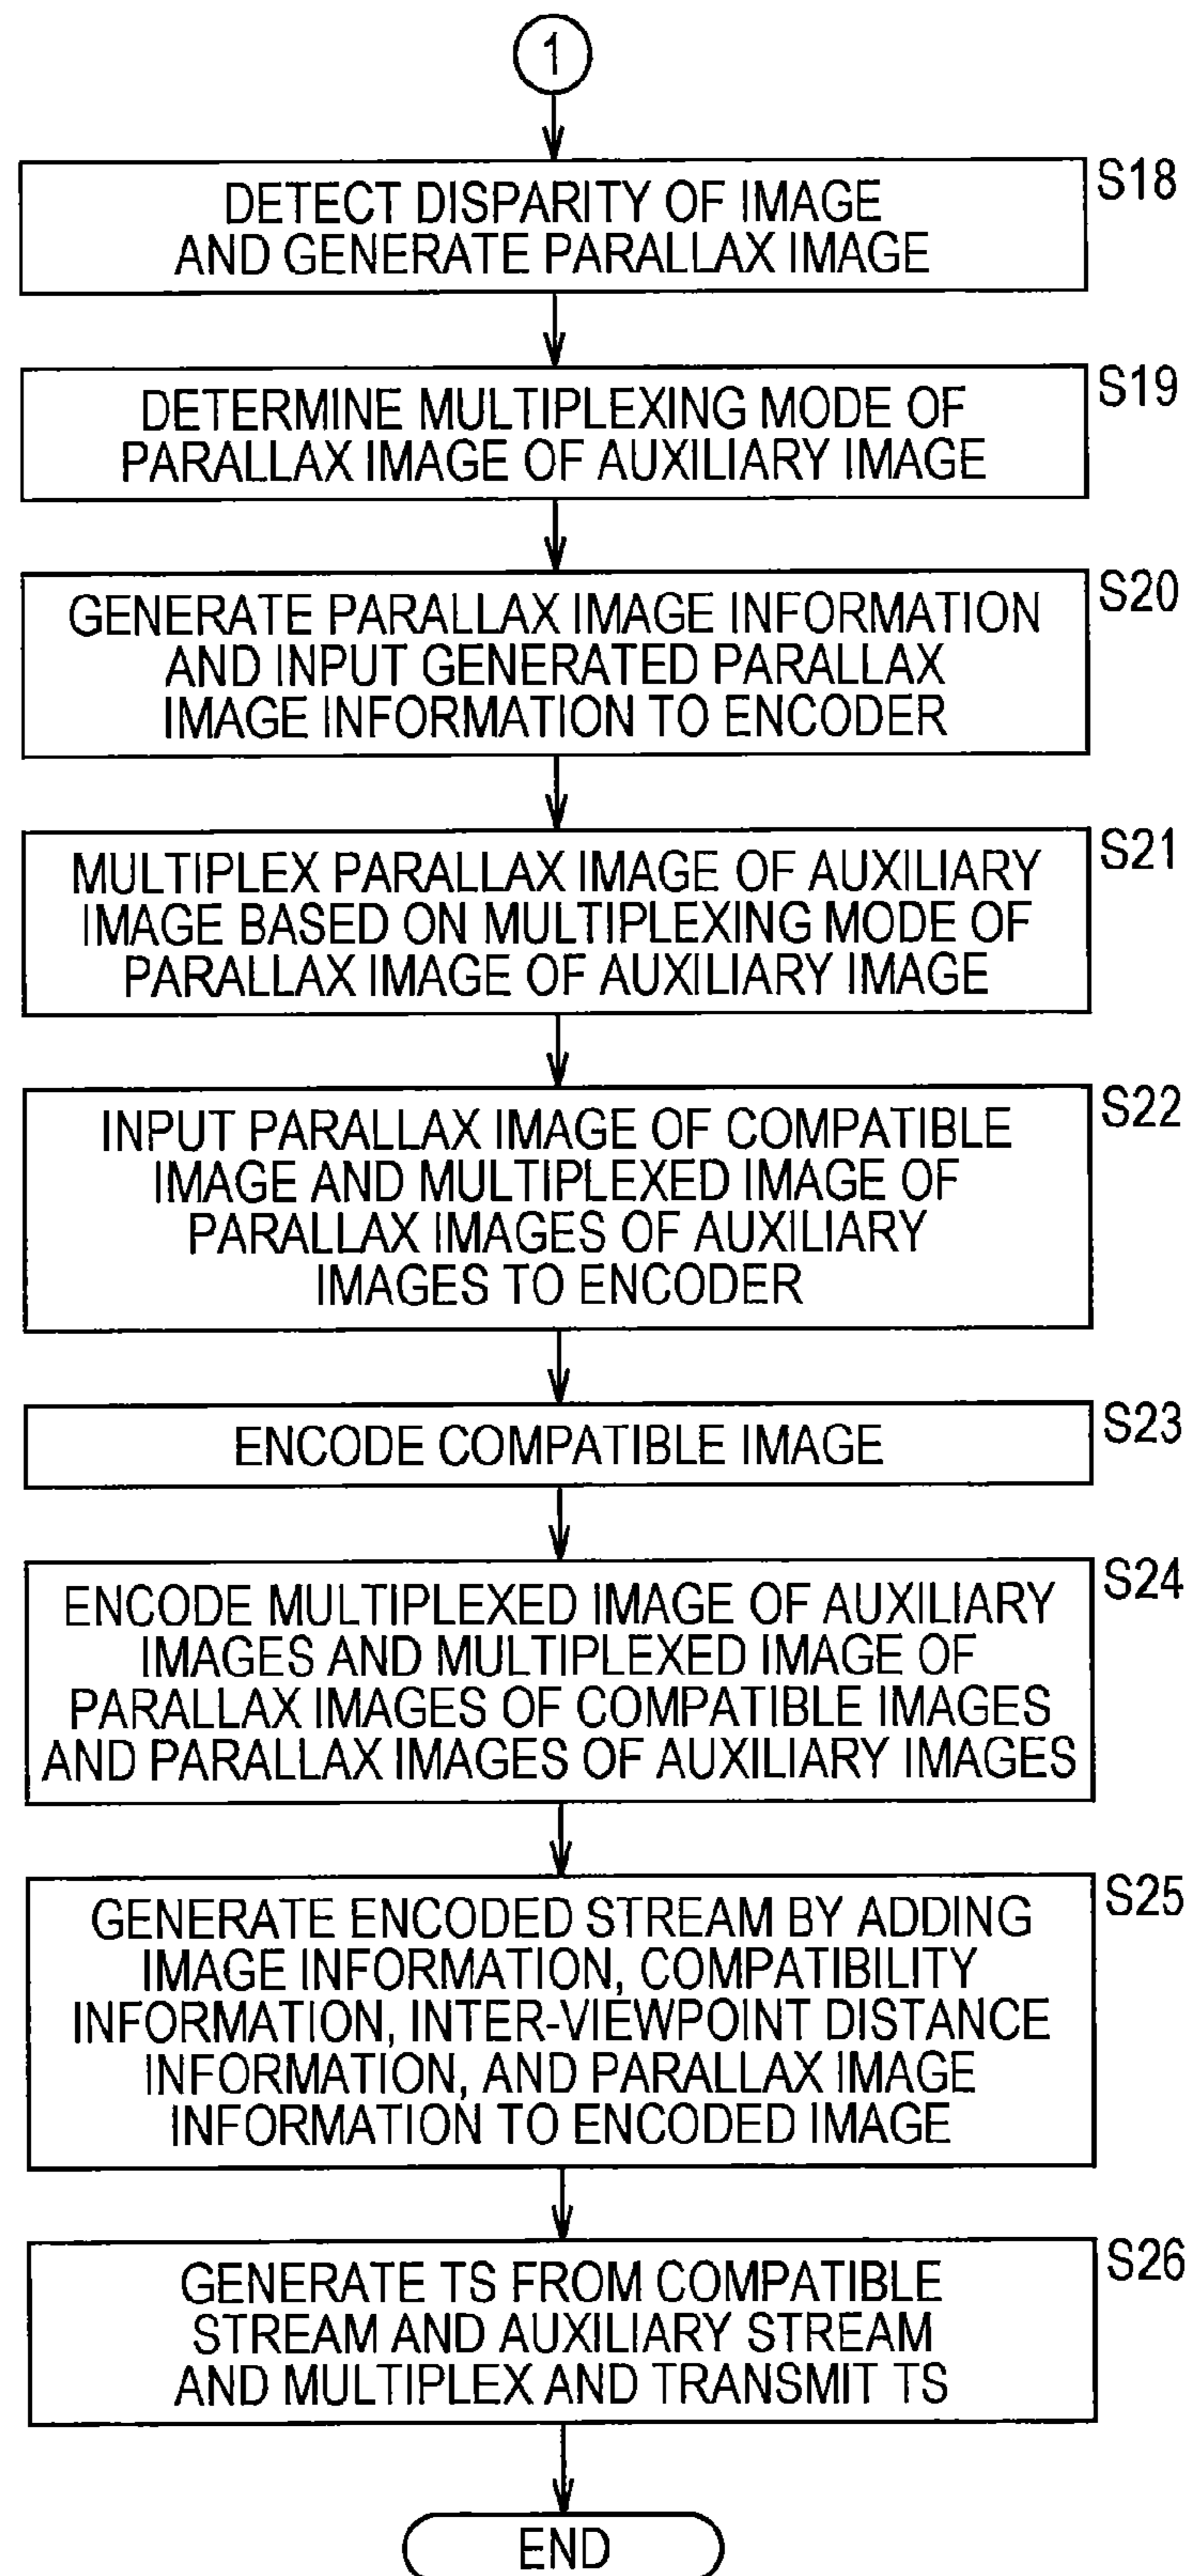 1
S18
DETECT DISPARITY OF IMAGE
AND GENERATE PARALLAX IMAGE
S19
DETERMINE MULTIPLEXING MODE OF
PARALLAX IMAGE OF AUXILIARY IMAGE
S20
GENERATE PARALLAX IMAGE INFORMATION
AND INPUT GENERATED PARALLAX
IMAGE INFORMATION TO ENCODER
S21
MULTIPLEX PARALLAX IMAGE OF AUXILIARY
IMAGE BASED ON MULTIPLEXING MODE OF
PARALLAX IMAGE OF AUXILIARY IMAGE
S22
INPUT PARALLAX IMAGE OF COMPATIBLE
IMAGE AND MULTIPLEXED IMAGE OF
PARALLAX IMAGES OF AUXILIARY
IMAGES TO ENCODER
S23
ENCODE COMPATIBLE IMAGE
S24
ENCODE MULTIPLEXED IMAGE OF AUXILIARY
IMAGES AND MULTIPLEXED IMAGE OF
PARALLAX IMAGES OF COMPATIBLE IMAGES
AND PARALLAX IMAGES OF AUXILIARY IMAGES
S25
GENERATE ENCODED STREAM BY ADDING
IMAGE INFORMATION, COMPATIBILITY
INFORMATION, INTER-VIEWPOINT DISTANCE
INFORMATION, AND PARALLAX IMAGE
INFORMATION TO ENCODED IMAGE
S26
GENERATE TS FROM COMPATIBLE
STREAM AND AUXILIARY STREAM
AND MULTIPLEX AND TRANSMIT TS
END